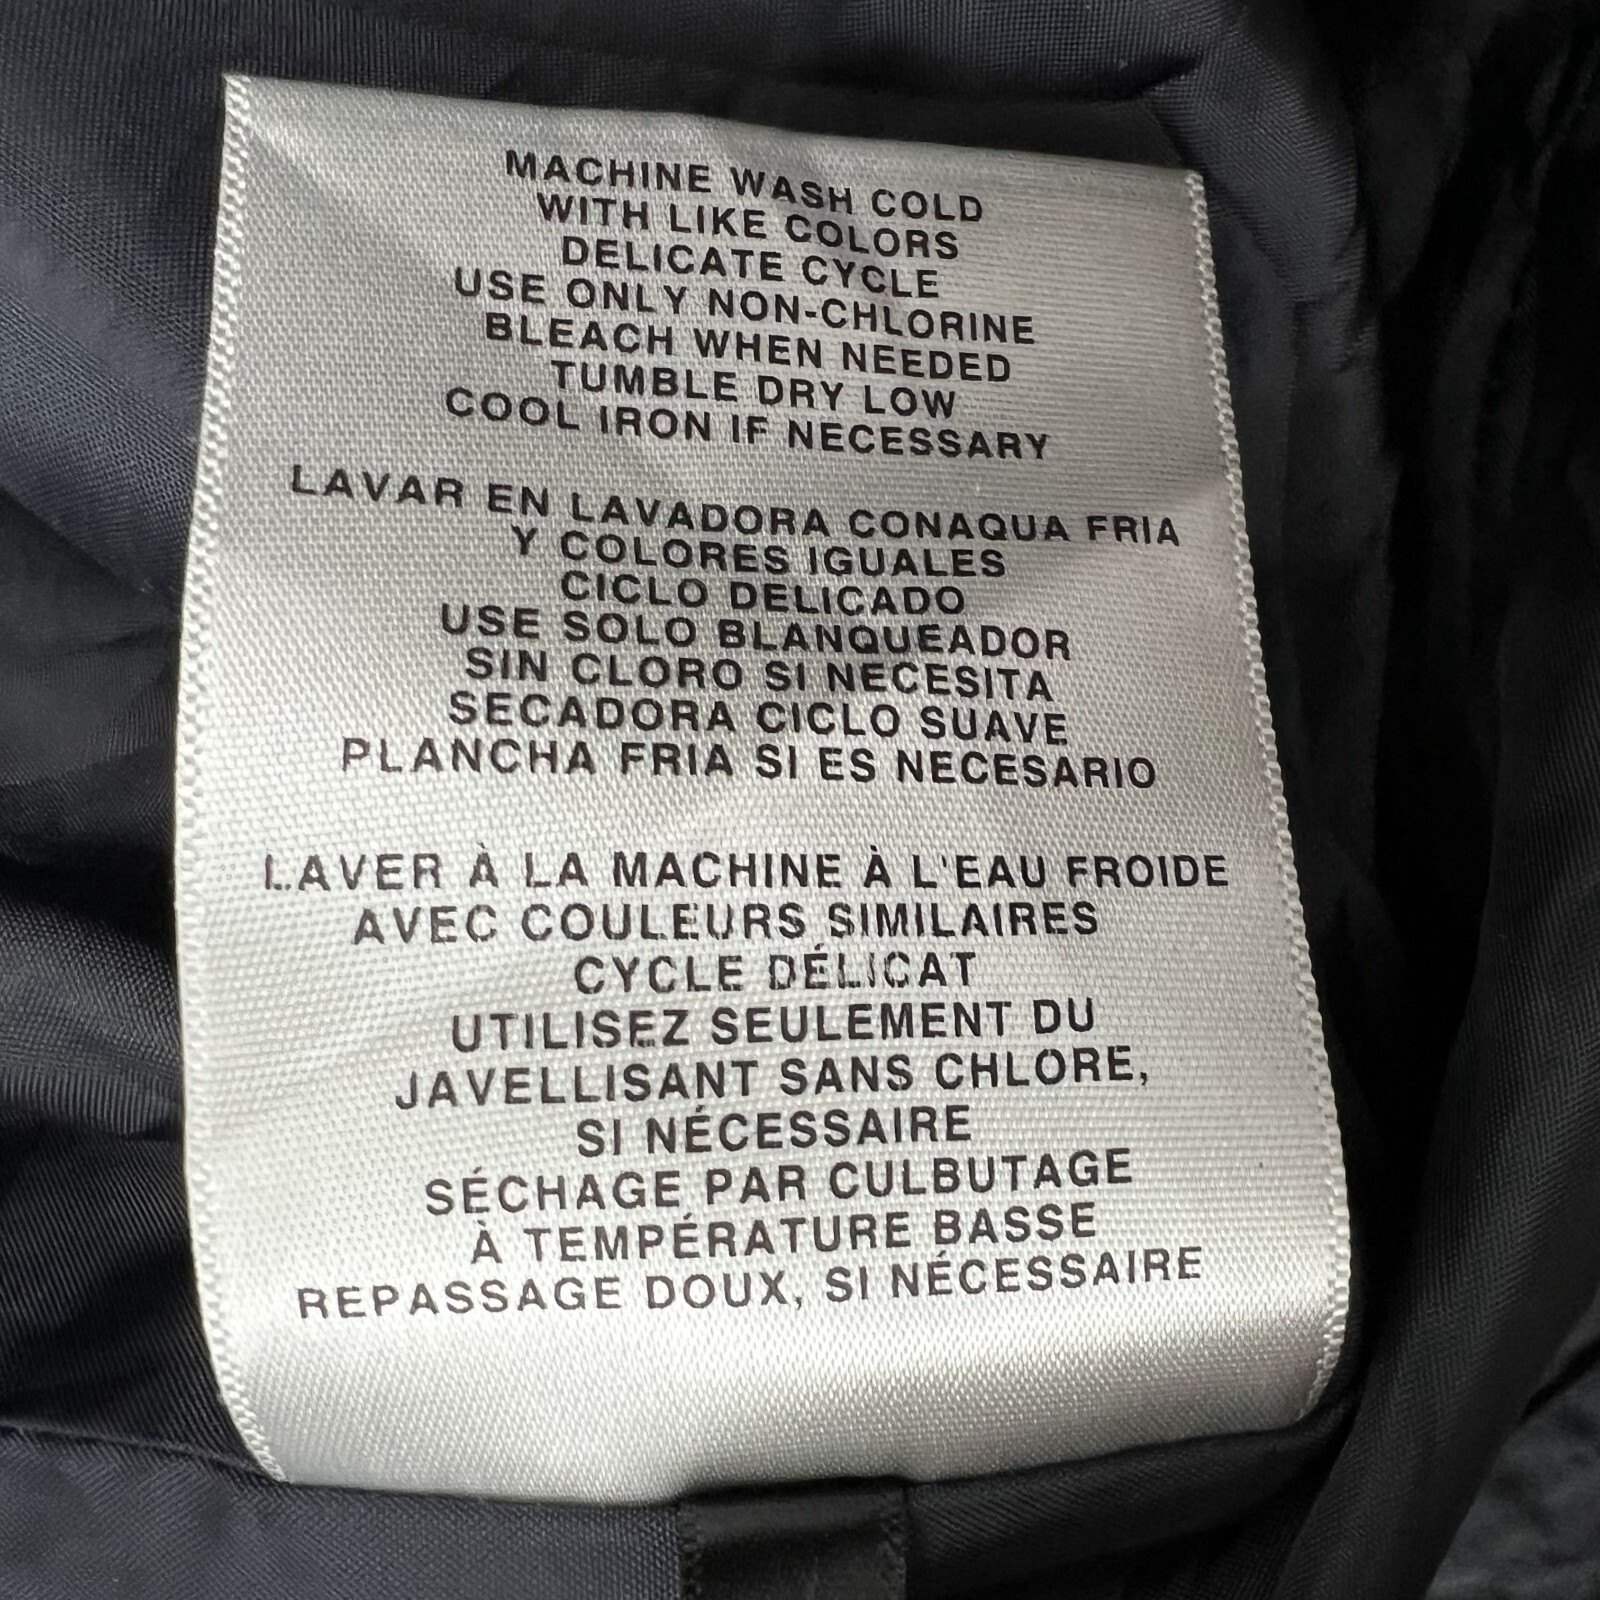 MACHINE WASH COLD
WITH LIKE COLORS
DELICATE CYCLE
USE ONLY NON-CHLORINE
BLEACH WHEN NEEDED
TUMBLE DRY LOW
COOL IRON IF NECESSARY
LAVAR EN LAVADORA CONAQUA FRIA
Y COLORES IGUALES
CICLO DELICADO
USE SOLO BLANQUEADOR
SIN CLORO SI NECESITA
SECADORA CICLO SUAVE
PLANCHA FRIA SI ES NECESARIO
LAVER À LA MACHINE À L'EAU FROIDE
AVEC COULEURS SIMILAIRES
CYCLE DÉLICAT
UTILISEZ SEULEMENT DU
JAVELLISANT SANS CHLORE,
SI NÉCESSAIRE
SÉCHAGE PAR CULBUTAGE
À TEMPÉRATURE BASSE
REPASSAGE DOUX, SI NÉCESSAIRE